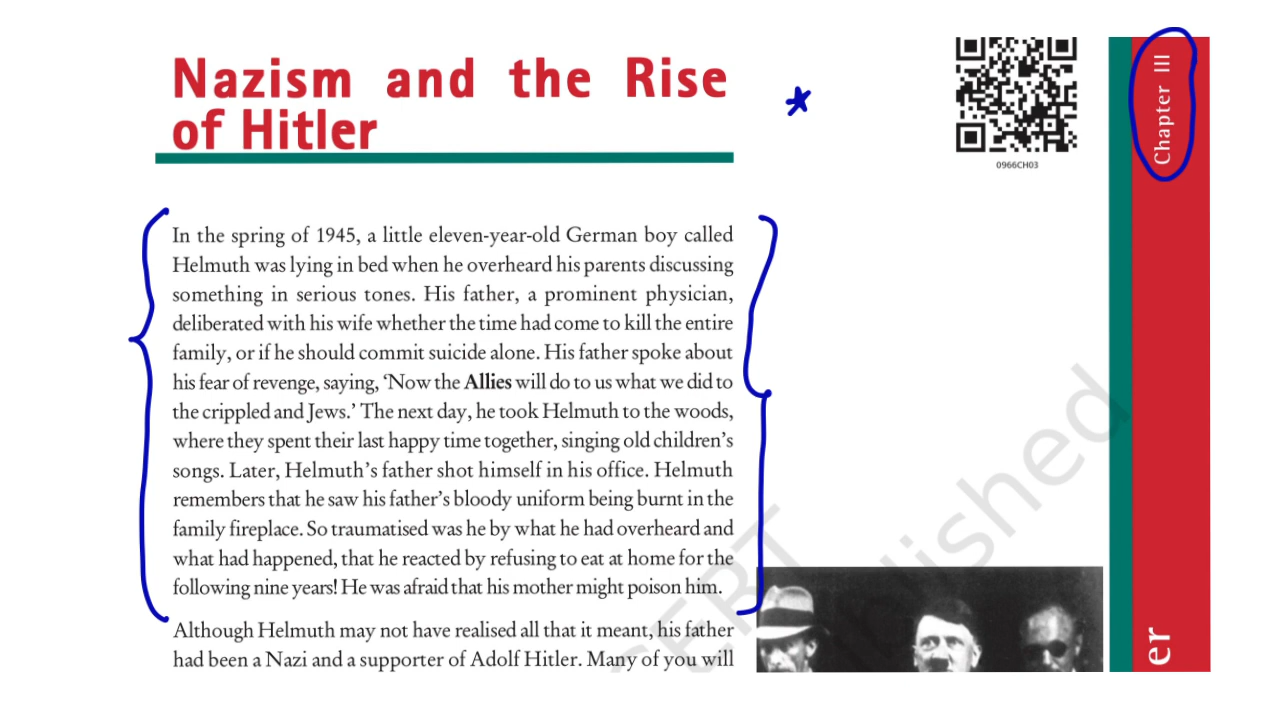 Nazism and the Rise
of Hitler
0966CH03
Chapter III
In the spring of 1945, a little eleven-year-old German boy called
Helmuth was lying in bed when he overheard his parents discussing
something in serious tones. His father, a prominent physician,
deliberated with his wife whether the time had come to kill the entire
family, or if he should commit suicide alone. His father spoke about
his fear of revenge, saying, ‘Now the Allies will do to us what we did to
the crippled and Jews.’ The next day, he took Helmuth to the woods,
where they spent their last happy time together, singing old children’s
songs. Later, Helmuth’s father shot himself in his office. Helmuth
remembers that he saw his father’s bloody uniform being burnt in the
family fireplace. So traumatised was he by what he had overheard and
what had happened, that he reacted by refusing to eat at home for the
following nine years! He was afraid that his mother might poison him.
Although Helmuth may not have realised all that it meant, his father
had been a Nazi and a supporter of Adolf Hitler. Many of you will
er